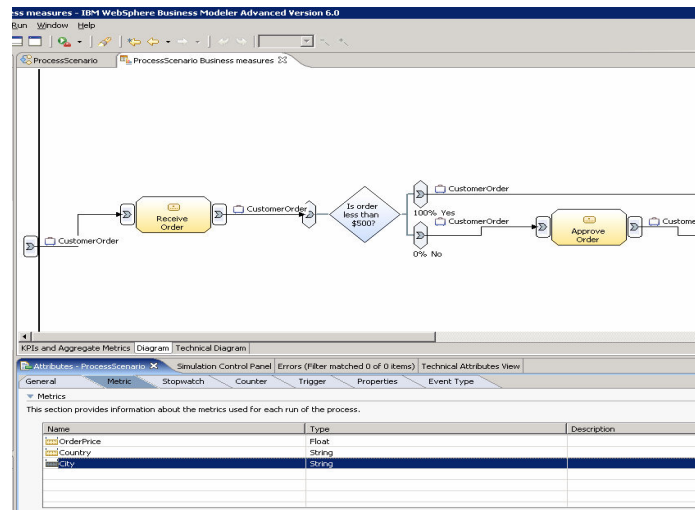 ess measures - IBM WebSphere Business Modeler Advanced Version 6.0
Run Window Help
ProcessScenario ProcessScenario Business measures
CustomerOrder
Receive
Order
CustomerOrder
Is order
less than
$500?
CustomerOrder
100% Yes
CustomerOrder
0% No
Approve
Order
Custome
KPIs and Aggregate Metrics Diagram Technical Diagram
Attributes - ProcessScenario Simulation Control Panel Errors (Filter matched 0 of 0 items) Technical Attributes View
General Metric Stopwatch Counter Trigger Properties Event Type
Metrics
This section provides information about the metrics used for each run of the process.
Name Type Description
OrderPrice Float
Country String
City String